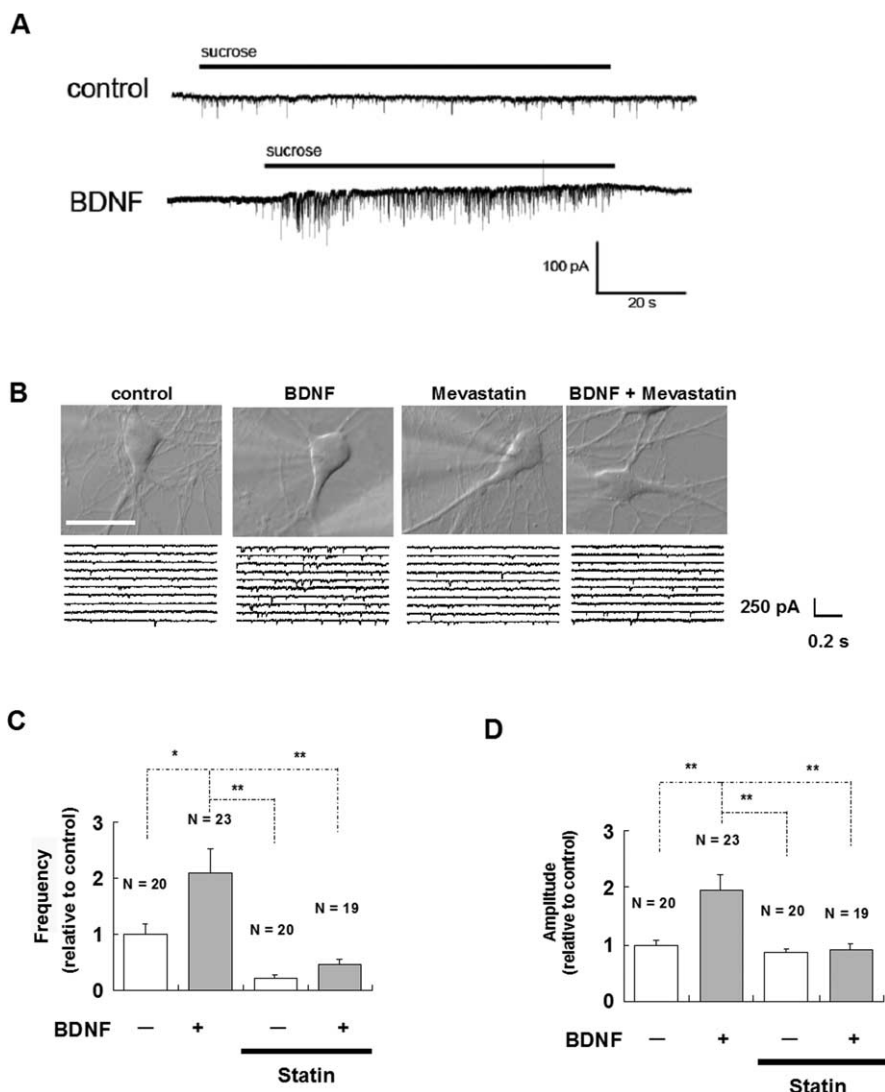 A
sucrose
control
sucrose
BDNF
100 pA
20 s
B
control
BDNF
Mevastatin
BDNF + Mevastatin
250 pA
0.2 s
C
*
**
**
N = 23
N = 20
N = 20
N = 19
Frequency
(relative to control)
3
2
1
0
BDNF — + — +
Statin
D
**
**
**
N = 23
N = 20
N = 20
N = 19
Amplitude
(relative to control)
3
2
1
0
BDNF — + — +
Statin